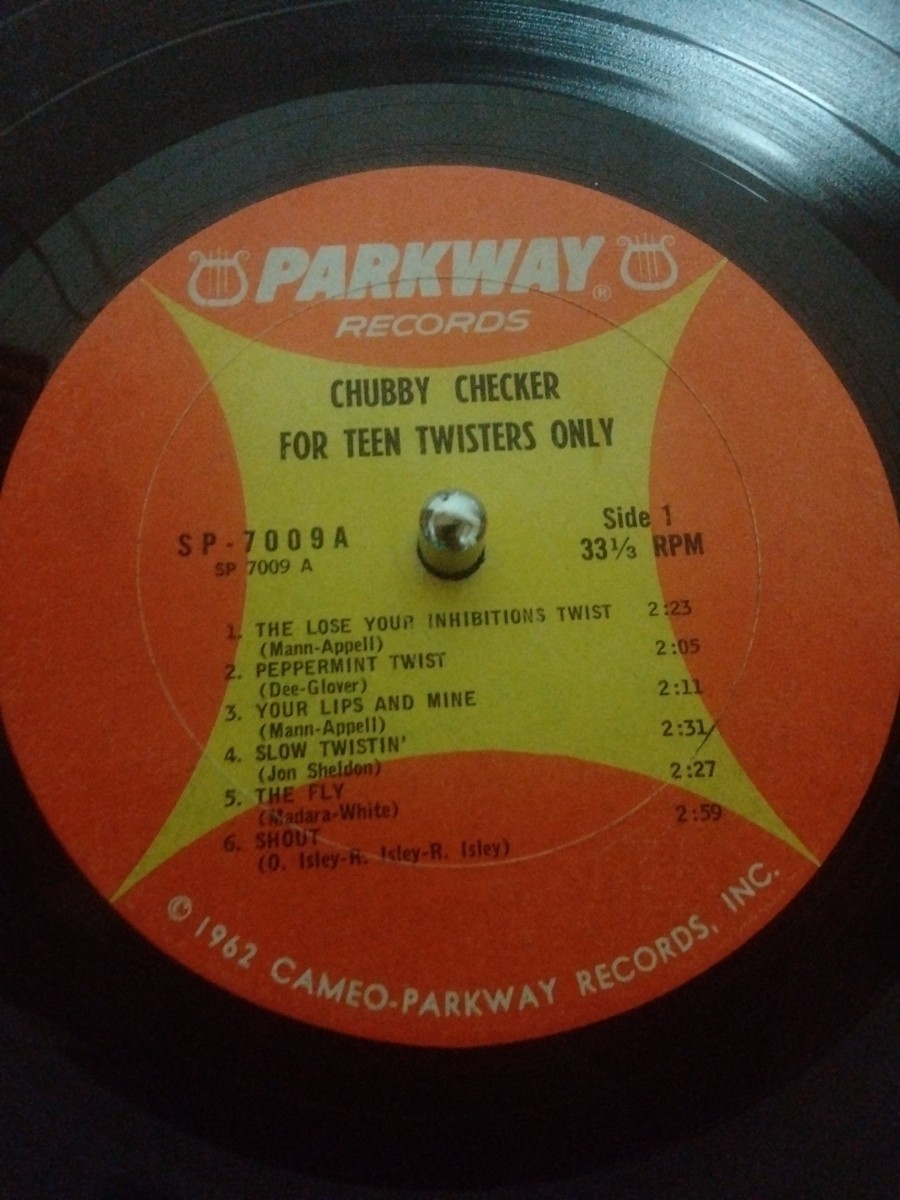 PARKWAY ®
RECORDS
CHUBBY CHECKER
FOR TEEN TWISTERS ONLY
SP-7009A
SP 7009 A
Side 1
33⅓ RPM
1. THE LOSE YOUR INHIBITIONS TWIST 2:23
(Mann-Appell)
2. PEPPERMINT TWIST 2:05
(Dee-Glover)
3. YOUR LIPS AND MINE 2:11
(Mann-Appell)
4. SLOW TWISTIN' 2:31
(Jon Sheldon)
5. THE FLY 2:27
(Madara-White)
6. SHOUT 2:59
(O. Isley-R. Isley-R. Isley)
© 1962 CAMEO-PARKWAY RECORDS, INC.